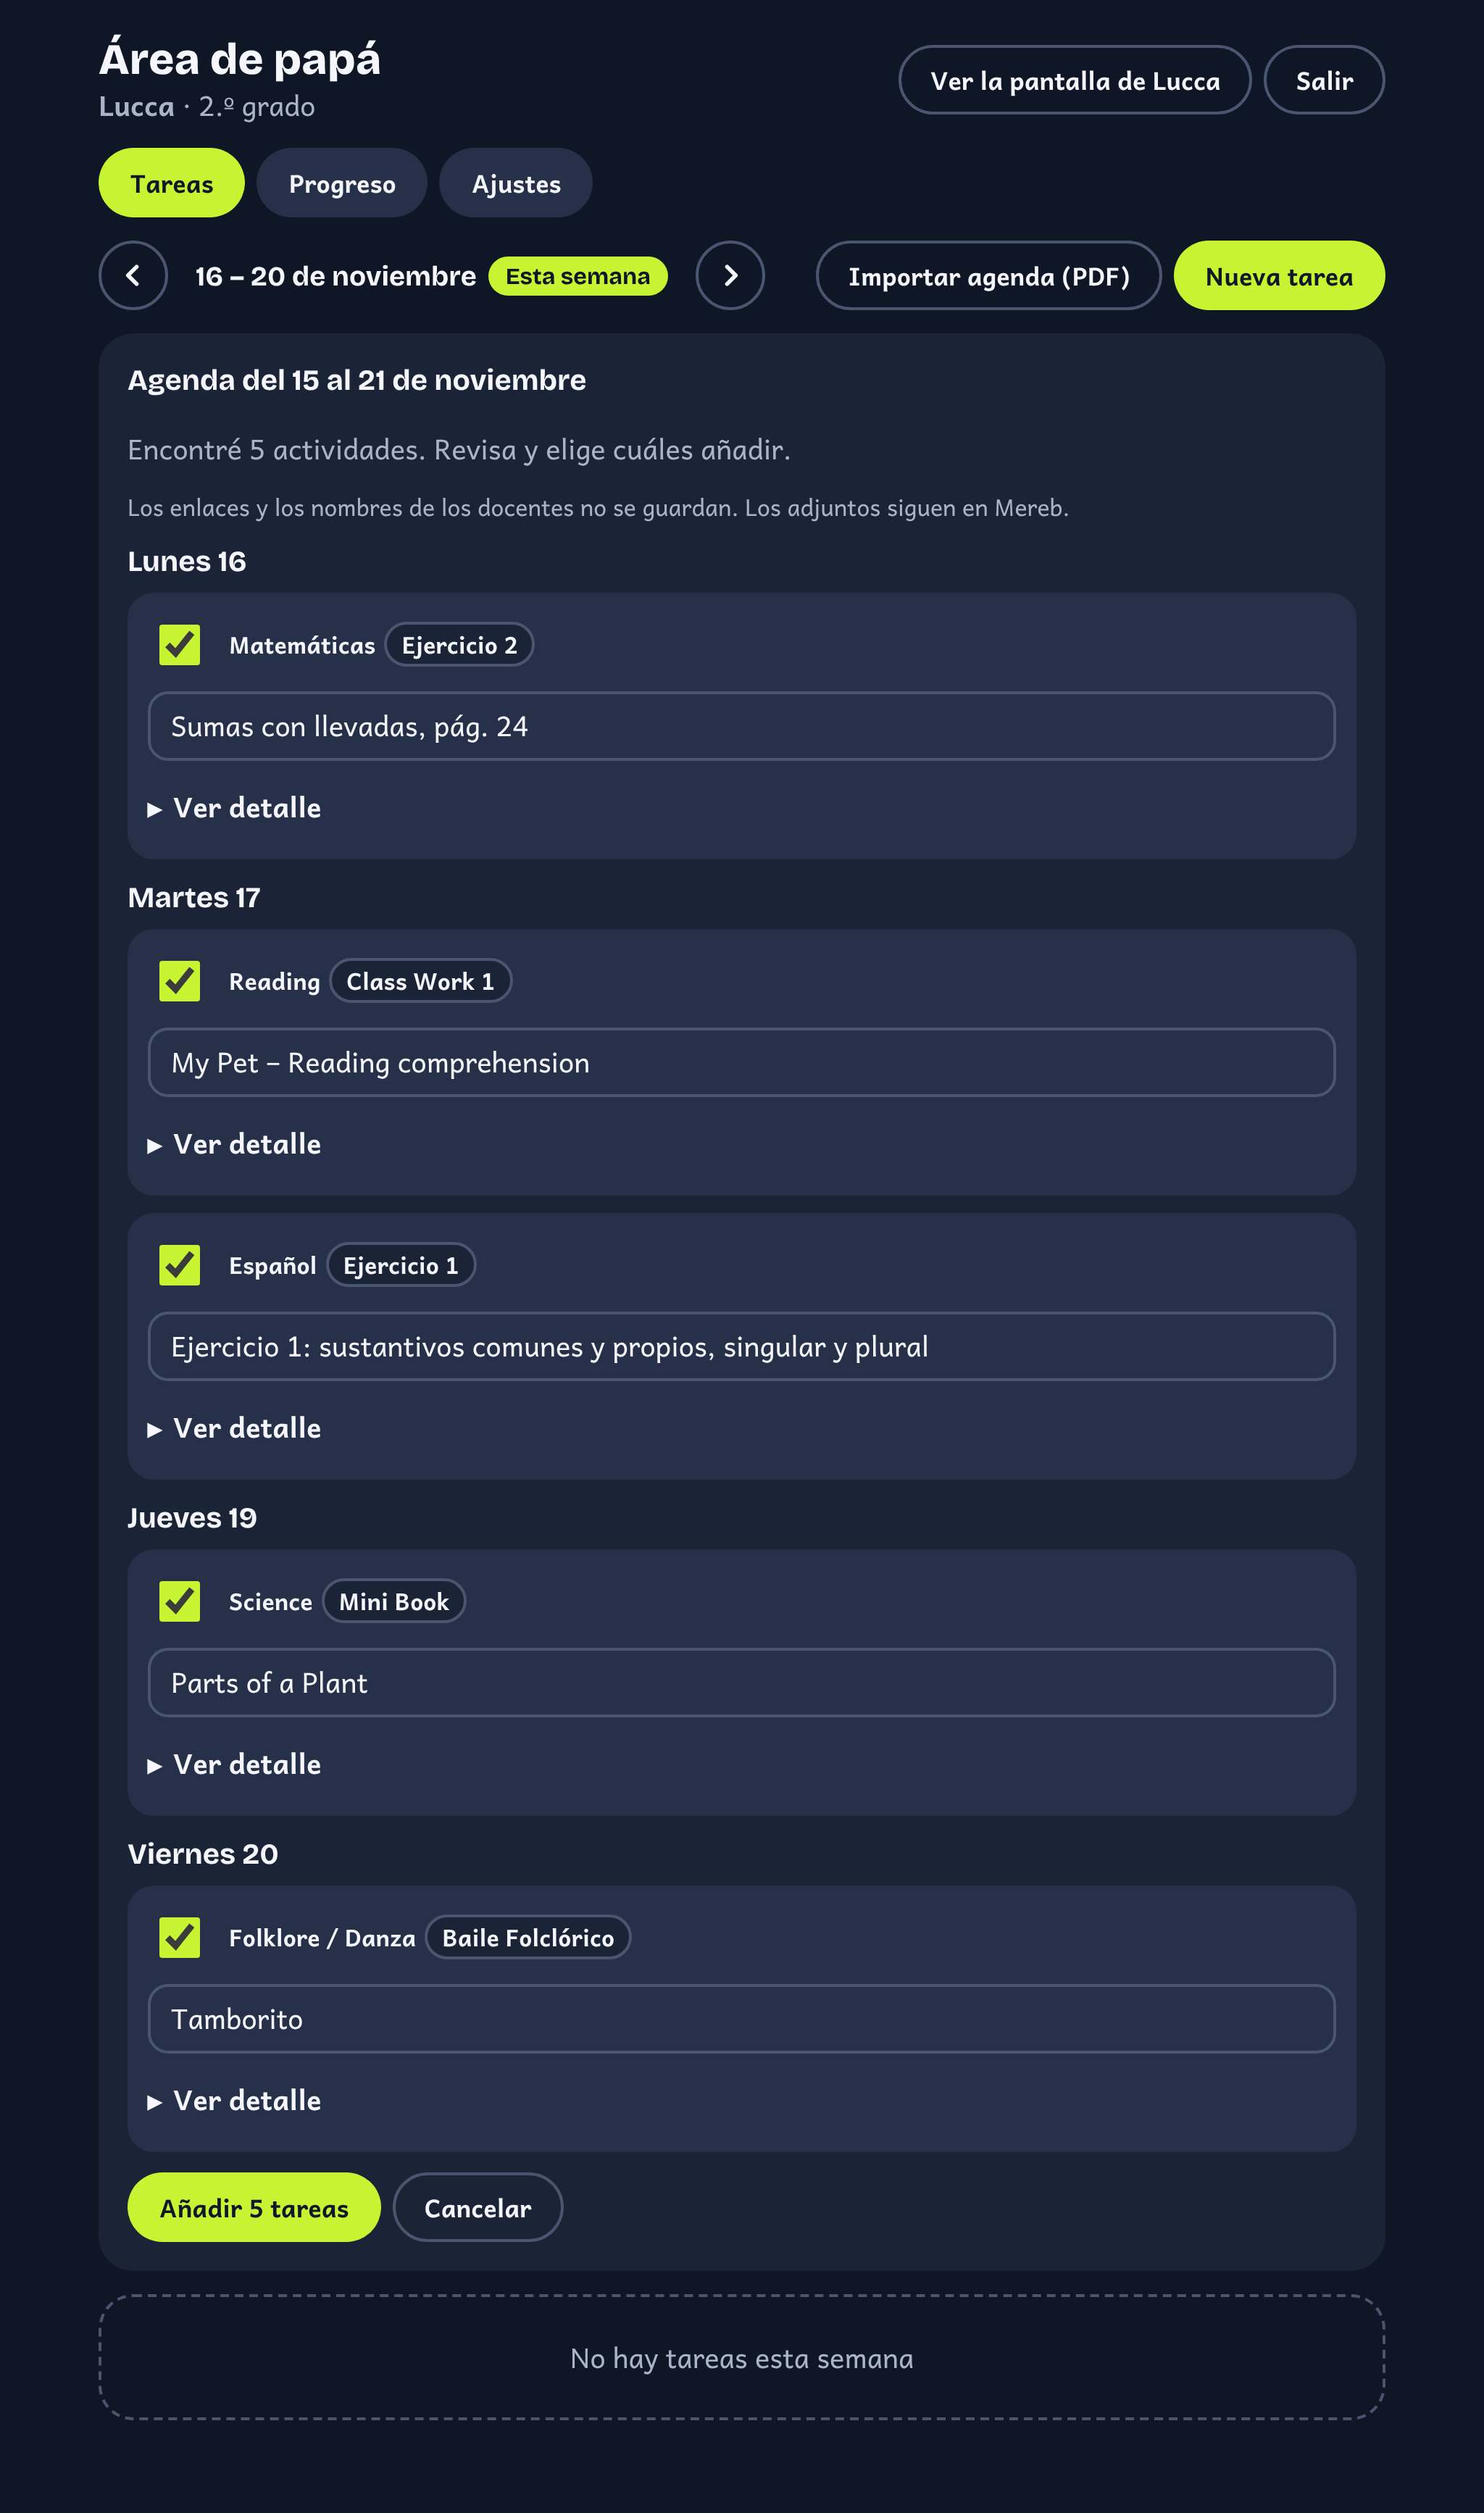 Área de papá
Lucca · 2.º grado
Ver la pantalla de Lucca
Salir
Tareas
Progreso
Ajustes
16 – 20 de noviembre
Esta semana
Importar agenda (PDF)
Nueva tarea
Agenda del 15 al 21 de noviembre
Encontré 5 actividades. Revisa y elige cuáles añadir.
Los enlaces y los nombres de los docentes no se guardan. Los adjuntos siguen en Mereb.
Lunes 16
Matemáticas Ejercicio 2
Sumas con llevadas, pág. 24
Ver detalle
Martes 17
Reading Class Work 1
My Pet – Reading comprehension
Ver detalle
Español Ejercicio 1
Ejercicio 1: sustantivos comunes y propios, singular y plural
Ver detalle
Jueves 19
Science Mini Book
Parts of a Plant
Ver detalle
Viernes 20
Folklore / Danza Baile Folclórico
Tamborito
Ver detalle
Añadir 5 tareas
Cancelar
No hay tareas esta semana